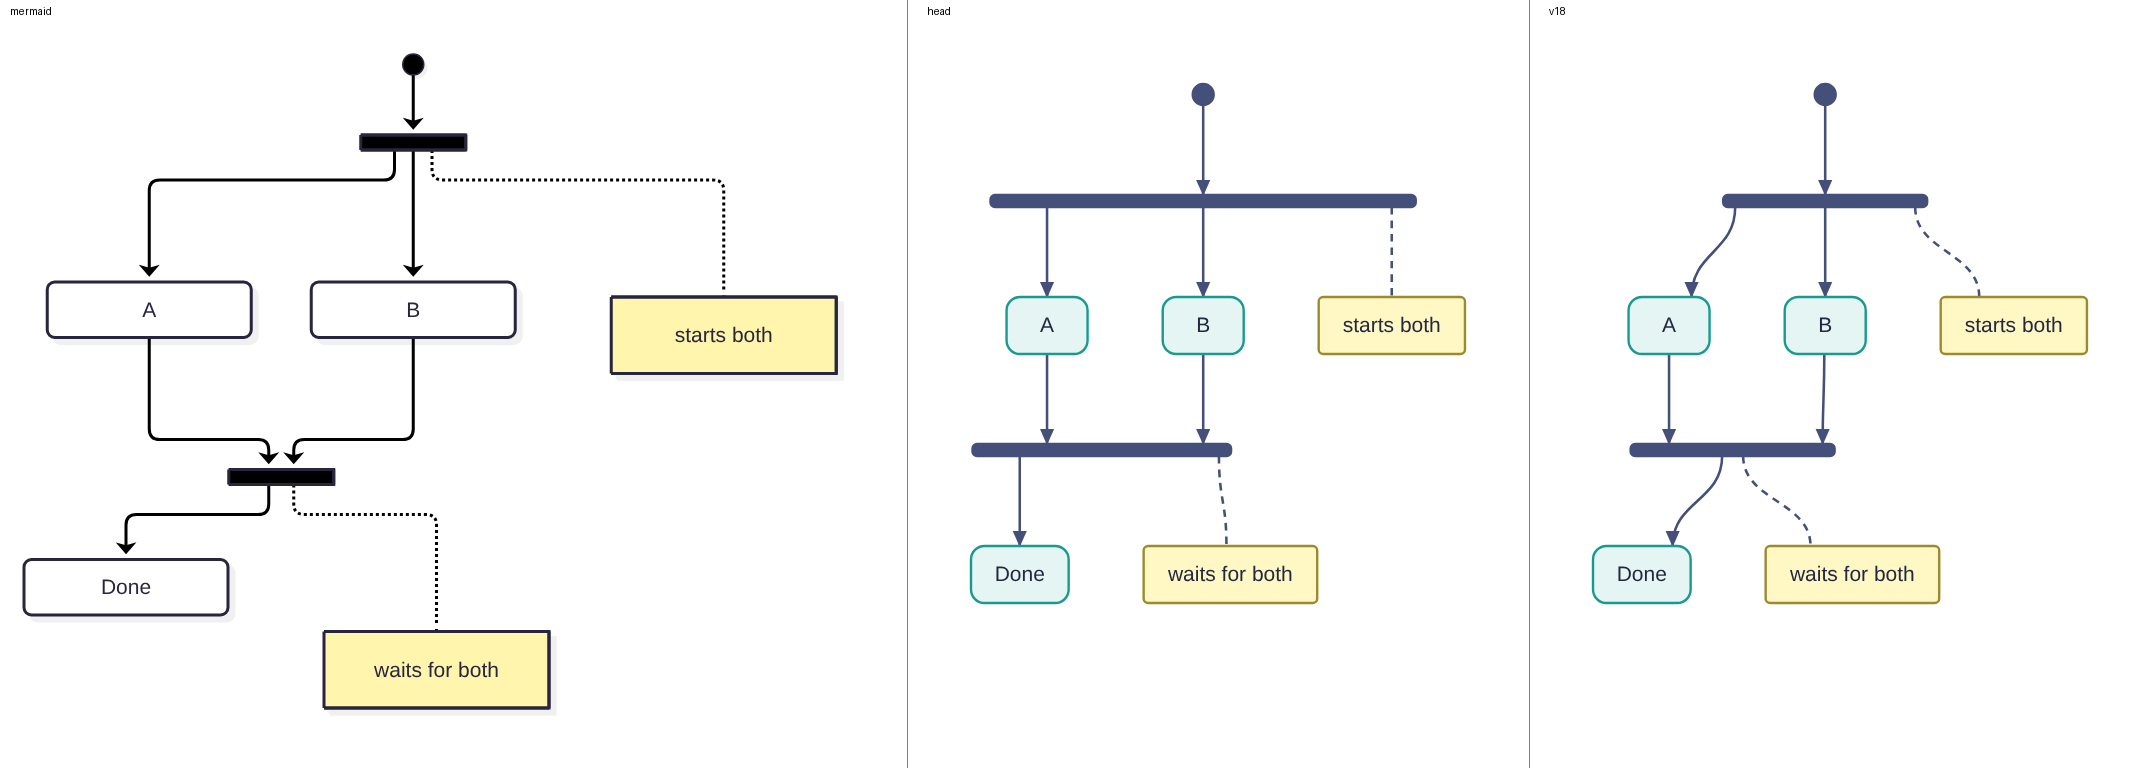 mermaid
A
B
starts both
Done
waits for both
head
A
B
starts both
Done
waits for both
v18
A
B
starts both
Done
waits for both